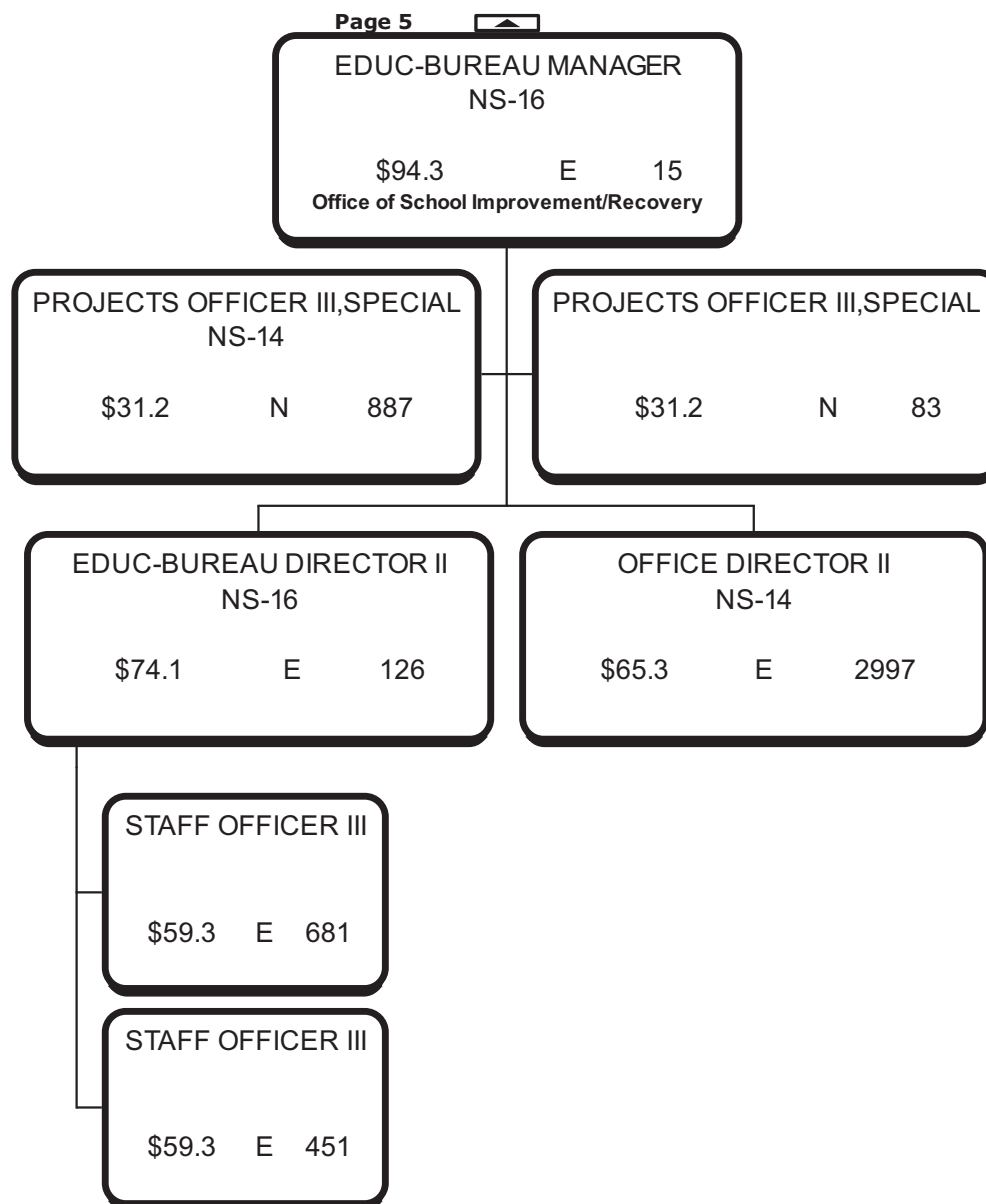 Page 5
EDUC-BUREAU MANAGER
NS-16
$94.3 E 15
Office of School Improvement/Recovery
PROJECTS OFFICER III,SPECIAL
NS-14
$31.2 N 887
PROJECTS OFFICER III,SPECIAL
$31.2 N 83
EDUC-BUREAU DIRECTOR II
NS-16
$74.1 E 126
OFFICE DIRECTOR II
NS-14
$65.3 E 2997
STAFF OFFICER III
$59.3 E 681
STAFF OFFICER III
$59.3 E 451